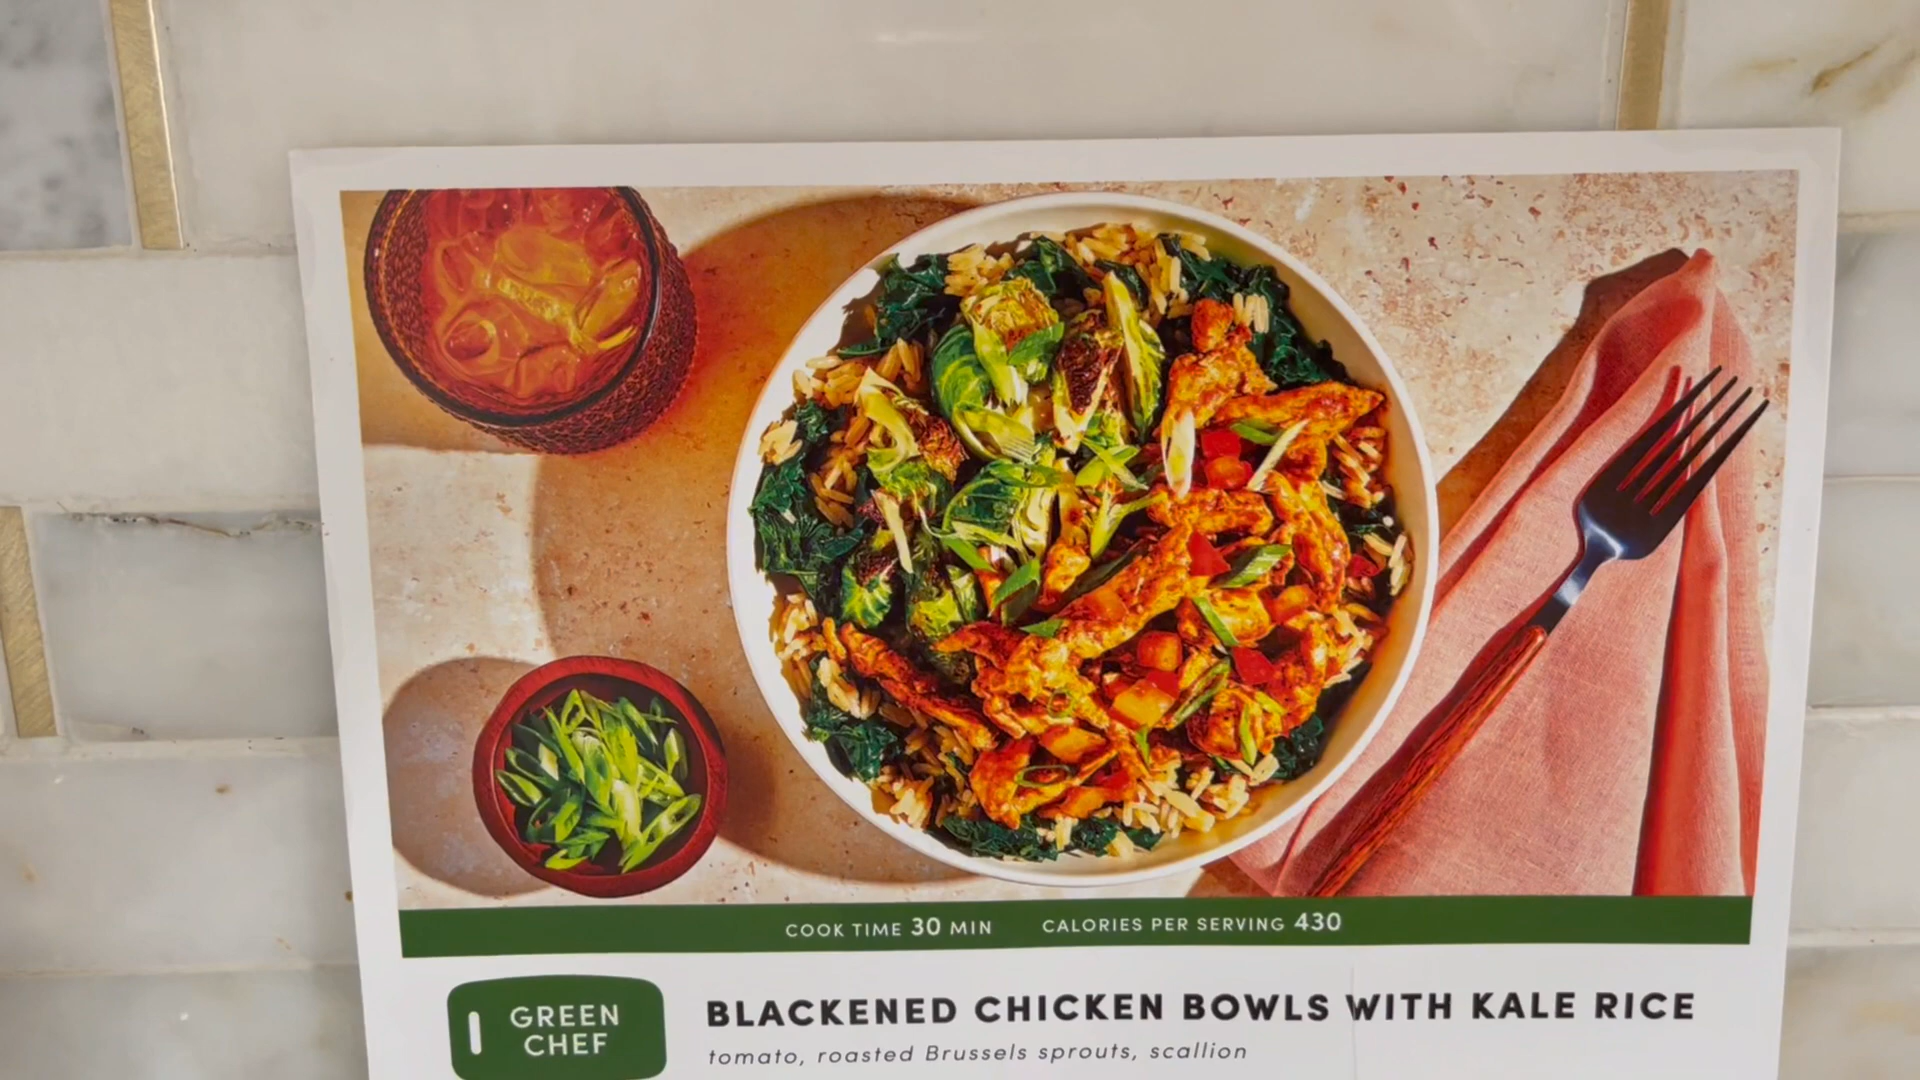 COOK TIME 30 MIN CALORIES PER SERVING 430
GREEN
CHEF
BLACKENED CHICKEN BOWLS WITH KALE RICE
tomato, roasted Brussels sprouts, scallion